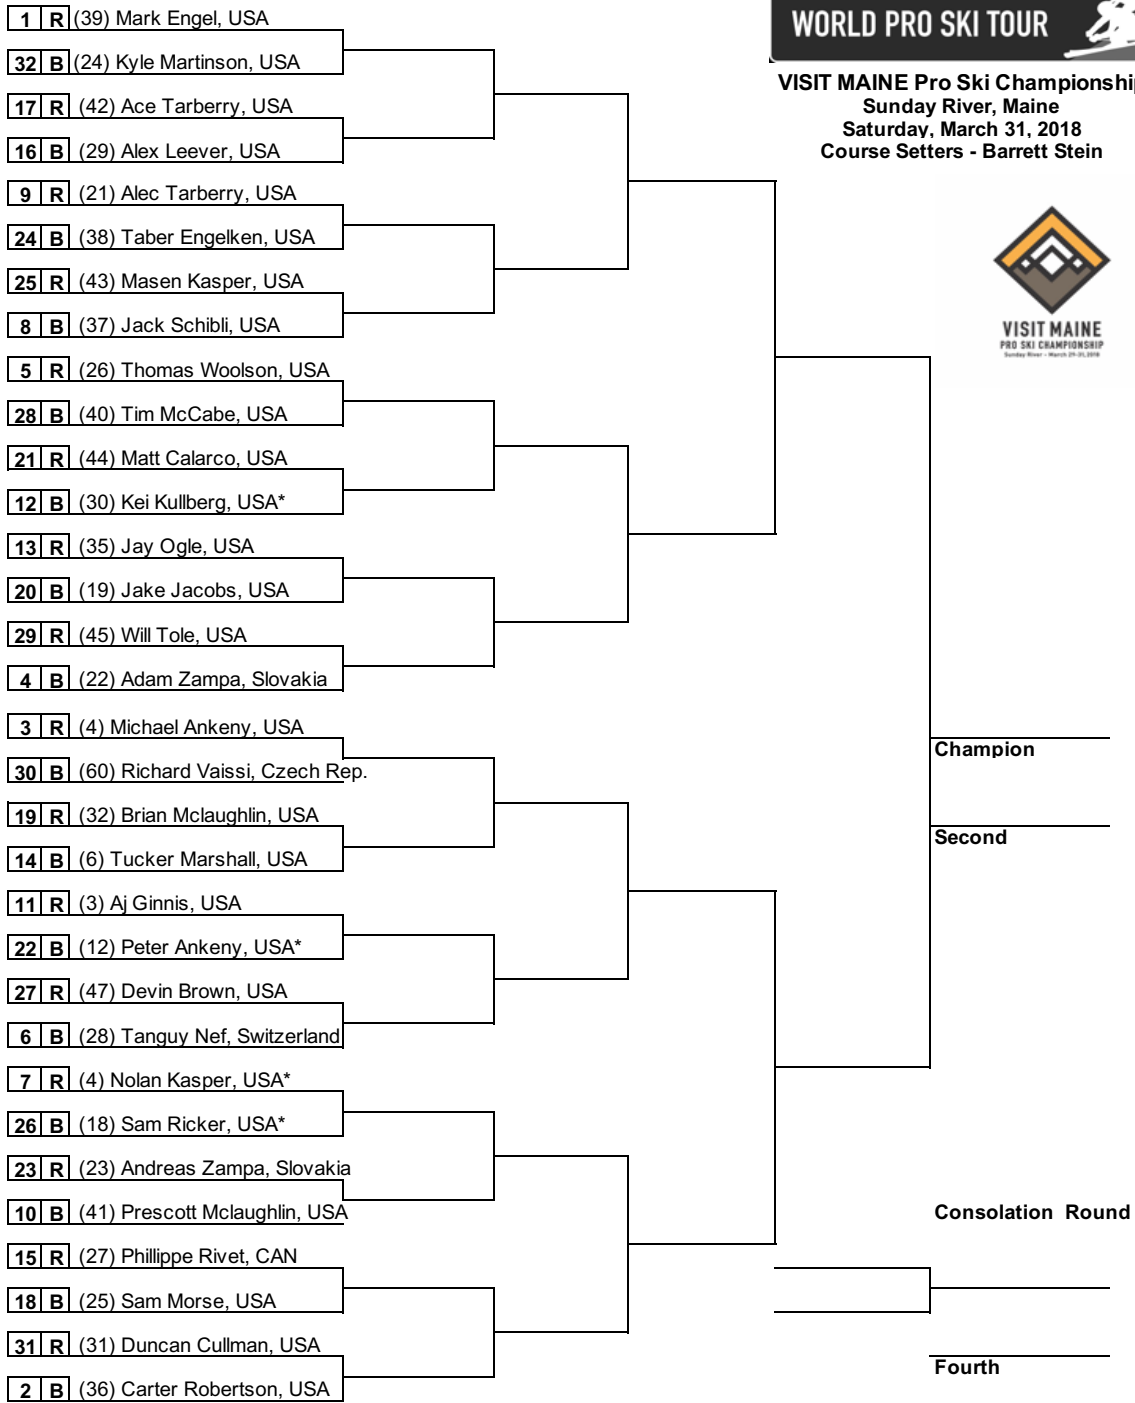 1 R (39) Mark Engel, USA
32 B (24) Kyle Martinson, USA
17 R (42) Ace Tarberry, USA
16 B (29) Alex Leever, USA
9 R (21) Alec Tarberry, USA
24 B (38) Taber Engelken, USA
25 R (43) Masen Kasper, USA
8 B (37) Jack Schibli, USA
5 R (26) Thomas Woolson, USA
28 B (40) Tim McCabe, USA
21 R (44) Matt Calarco, USA
12 B (30) Kei Kullberg, USA*
13 R (35) Jay Ogle, USA
20 B (19) Jake Jacobs, USA
29 R (45) Will Tole, USA
4 B (22) Adam Zampa, Slovakia
3 R (4) Michael Ankeny, USA
30 B (60) Richard Vaissi, Czech Rep.
19 R (32) Brian Mclaughlin, USA
14 B (6) Tucker Marshall, USA
11 R (3) Aj Ginnis, USA
22 B (12) Peter Ankeny, USA*
27 R (47) Devin Brown, USA
6 B (28) Tanguy Nef, Switzerland
7 R (4) Nolan Kasper, USA*
26 B (18) Sam Ricker, USA*
23 R (23) Andreas Zampa, Slovakia
10 B (41) Prescott Mclaughlin, USA
15 R (27) Phillippe Rivet, CAN
18 B (25) Sam Morse, USA
31 R (31) Duncan Cullman, USA
2 B (36) Carter Robertson, USA
WORLD PRO SKI TOUR
VISIT MAINE Pro Ski Championshi
Sunday River, Maine
Saturday, March 31, 2018
Course Setters - Barrett Stein
VISIT MAINE
PRO SKI CHAMPIONSHIP
Sunday River - March 29-31, 2018
Champion
Second
Consolation Round
Fourth